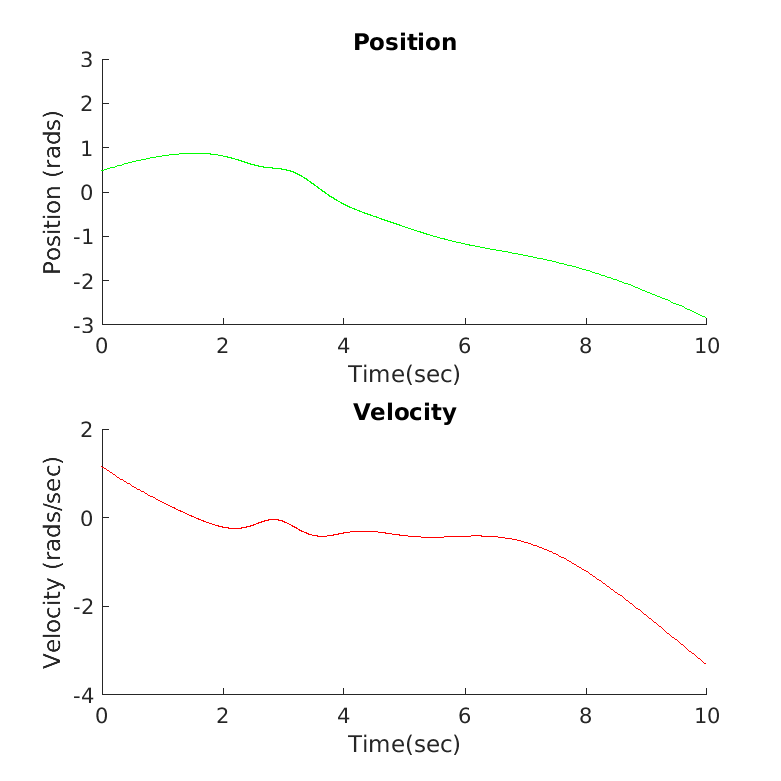 Position
3
2
1
0
-1
-2
-3
Position (rads)
0 2 4 6 8 10
Time(sec)
Velocity
2
0
-2
-4
Velocity (rads/sec)
0 2 4 6 8 10
Time(sec)